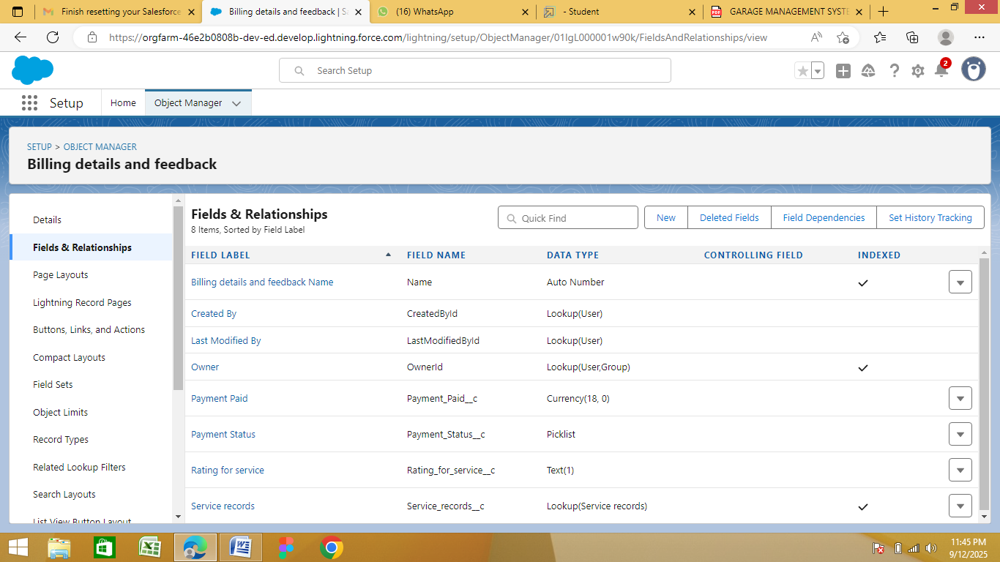 Finish resetting your Salesforce
Billing details and feedback | S
(16) WhatsApp
- Student
GARAGE MANAGEMENT SYSTE
https://orgfarm-46e2b0808b-dev-ed.develop.lightning.force.com/lightning/setup/ObjectManager/01IgL000001w90k/FieldsAndRelationships/view
Search Setup
2
Setup
Home
Object Manager
SETUP > OBJECT MANAGER
Billing details and feedback
Details
Fields & Relationships
Page Layouts
Lightning Record Pages
Buttons, Links, and Actions
Compact Layouts
Field Sets
Object Limits
Record Types
Related Lookup Filters
Search Layouts
List View Button Layout
Fields & Relationships
8 Items, Sorted by Field Label
Quick Find
New
Deleted Fields
Field Dependencies
Set History Tracking
FIELD LABEL FIELD NAME DATA TYPE CONTROLLING FIELD INDEXED
Billing details and feedback Name Name Auto Number
Created By CreatedById Lookup(User)
Last Modified By LastModifiedById Lookup(User)
Owner OwnerId Lookup(User,Group)
Payment Paid Payment_Paid__c Currency(18, 0)
Payment Status Payment_Status__c Picklist
Rating for service Rating_for_service__c Text(1)
Service records Service_records__c Lookup(Service records)
11:45 PM
9/12/2025